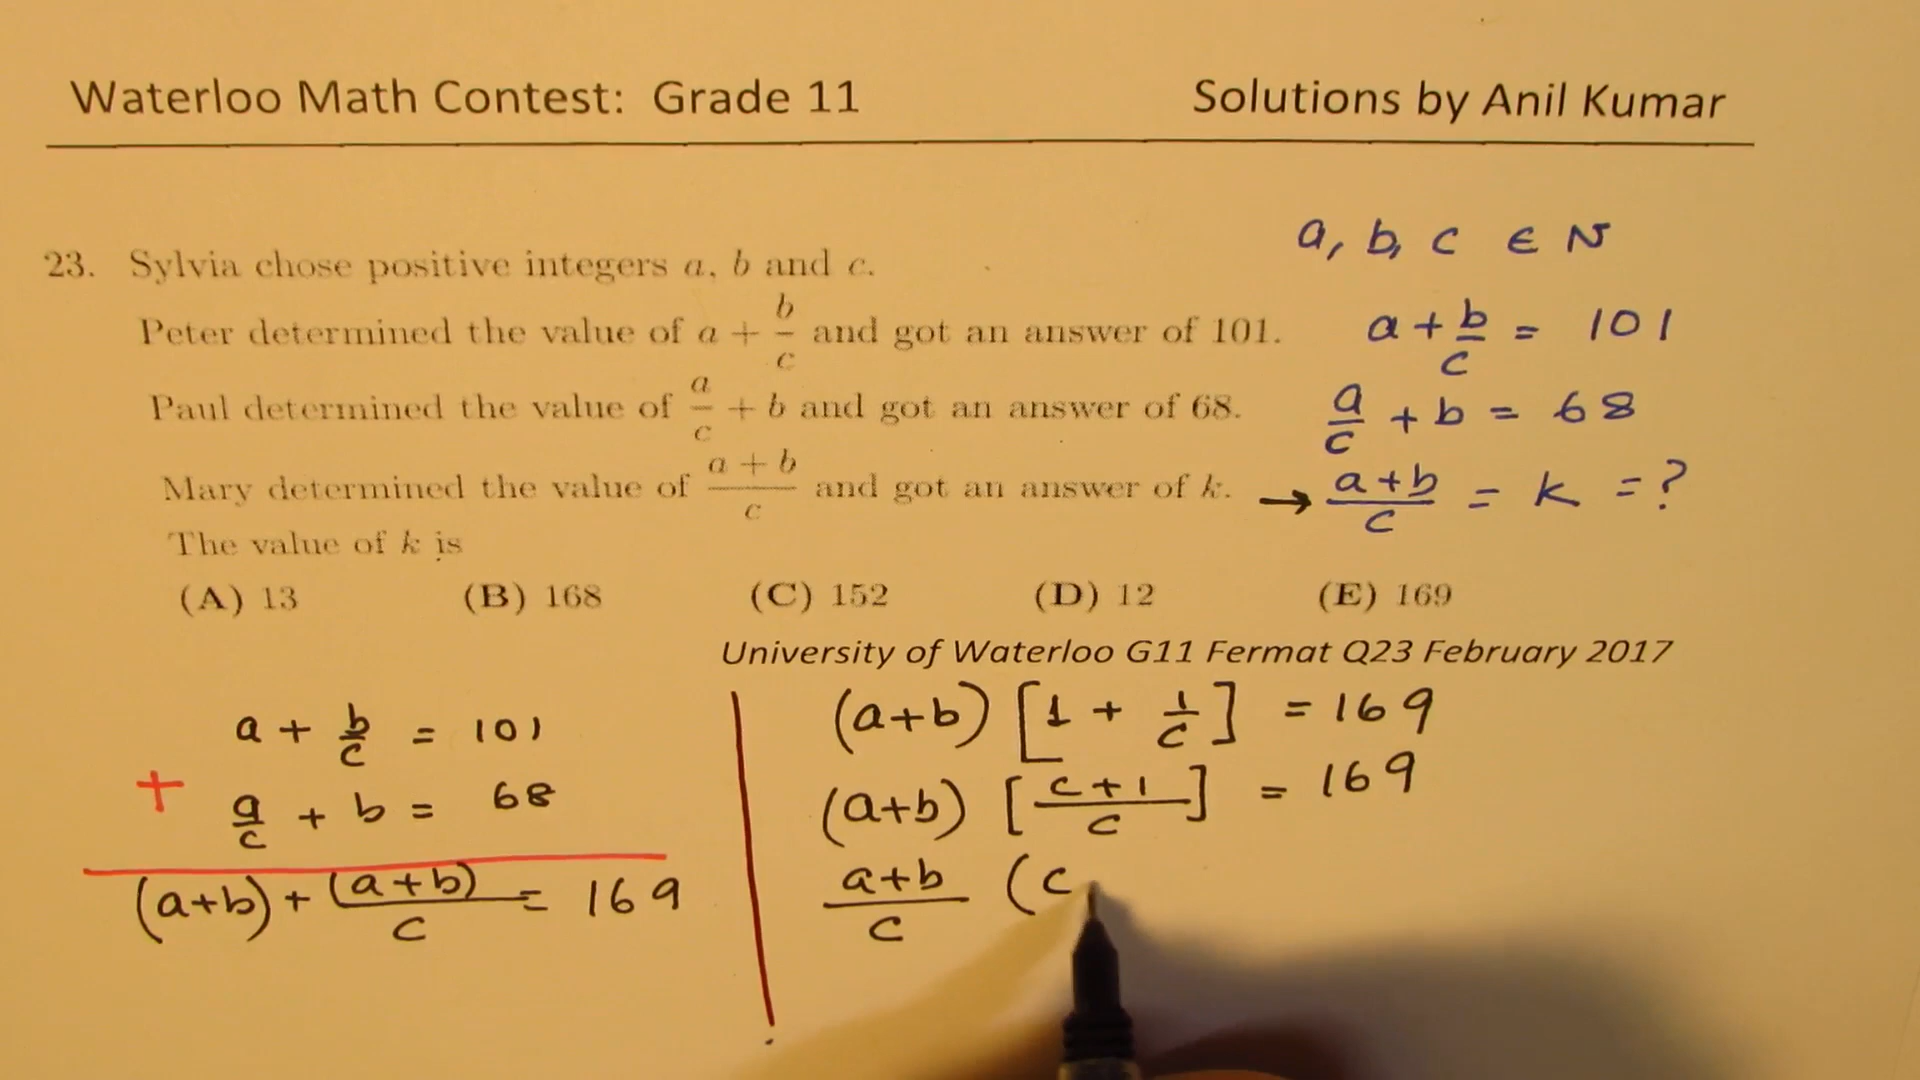 Waterloo Math Contest: Grade 11
Solutions by Anil Kumar
23. Sylvia chose positive integers a, b and c.
Peter determined the value of a + b/c and got an answer of 101.
Paul determined the value of a/c + b and got an answer of 68.
Mary determined the value of (a + b)/c and got an answer of k.
The value of k is
(A) 13 (B) 168 (C) 152 (D) 12 (E) 169
University of Waterloo G11 Fermat Q23 February 2017
a, b, c ∈ N
a + b/c = 101
a/c + b = 68
→ (a+b)/c = k = ?
a + b/c = 101
+ a/c + b = 68
(a+b) + (a+b)/c = 169
(a+b) [1 + 1/c] = 169
(a+b) [(c+1)/c] = 169
(a+b)/c (c